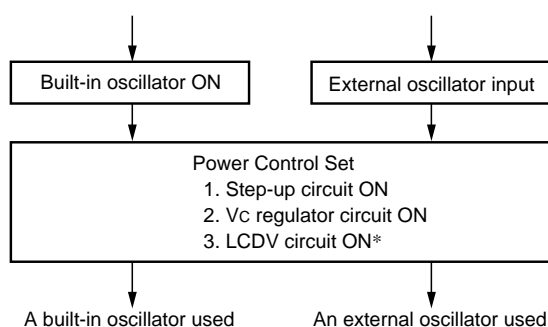 Built-in oscillator ON
External oscillator input
Power Control Set
1. Step-up circuit ON
2. VC regulator circuit ON
3. LCDV circuit ON*
A built-in oscillator used
An external oscillator used